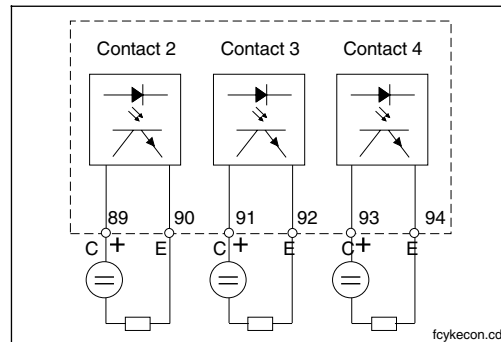 Contact 2 Contact 3 Contact 4
89 90 91 92 93 94
C + E C + E C + E
fcykecon.cd